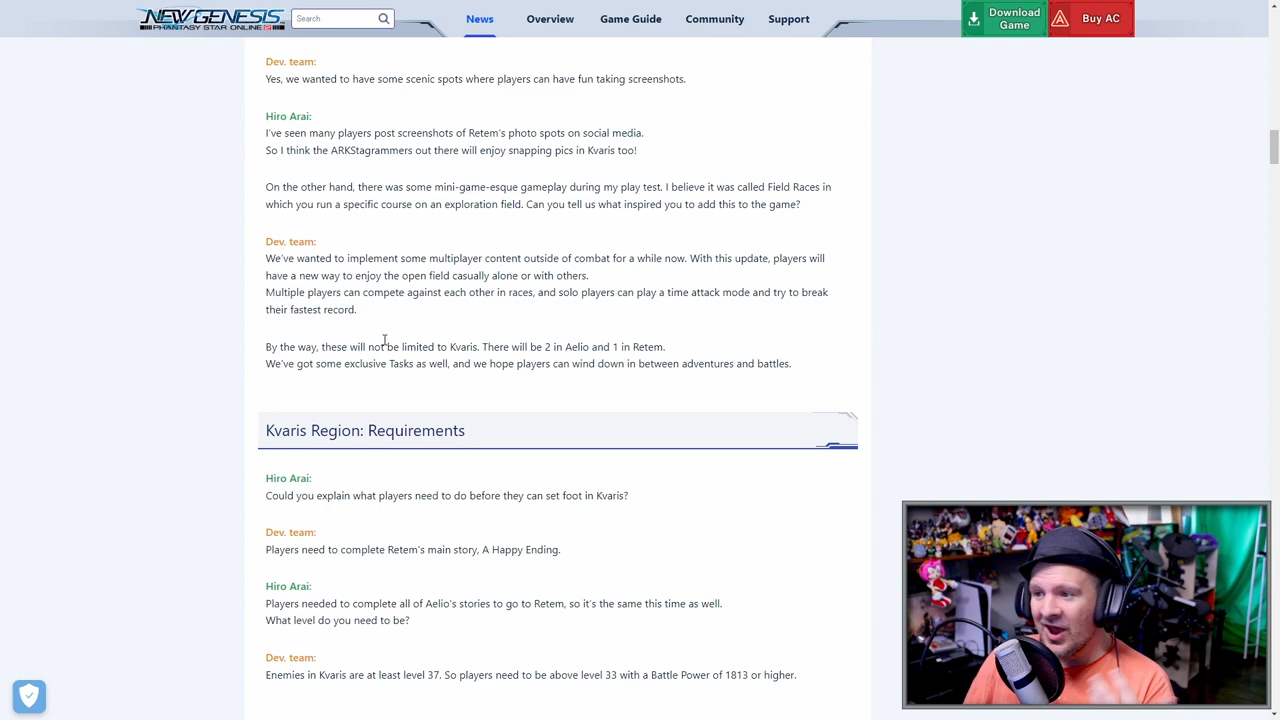 NEW GENESIS
PHANTASY STAR ONLINE 2
Search
News
Overview
Game Guide
Community
Support
Download
Game
Buy AC
Dev. team:
Yes, we wanted to have some scenic spots where players can have fun taking screenshots.
Hiro Arai:
I've seen many players post screenshots of Retem's photo spots on social media.
So I think the ARKStagrammers out there will enjoy snapping pics in Kvaris too!
On the other hand, there was some mini-game-esque gameplay during my play test. I believe it was called Field Races in
which you run a specific course on an exploration field. Can you tell us what inspired you to add this to the game?
Dev. team:
We've wanted to implement some multiplayer content outside of combat for a while now. With this update, players will
have a new way to enjoy the open field casually alone or with others.
Multiple players can compete against each other in races, and solo players can play a time attack mode and try to break
their fastest record.
By the way, these will not be limited to Kvaris. There will be 2 in Aelio and 1 in Retem.
We've got some exclusive Tasks as well, and we hope players can wind down in between adventures and battles.
Kvaris Region: Requirements
Hiro Arai:
Could you explain what players need to do before they can set foot in Kvaris?
Dev. team:
Players need to complete Retem's main story, A Happy Ending.
Hiro Arai:
Players needed to complete all of Aelio's stories to go to Retem, so it's the same this time as well.
What level do you need to be?
Dev. team:
Enemies in Kvaris are at least level 37. So players need to be above level 33 with a Battle Power of 1813 or higher.